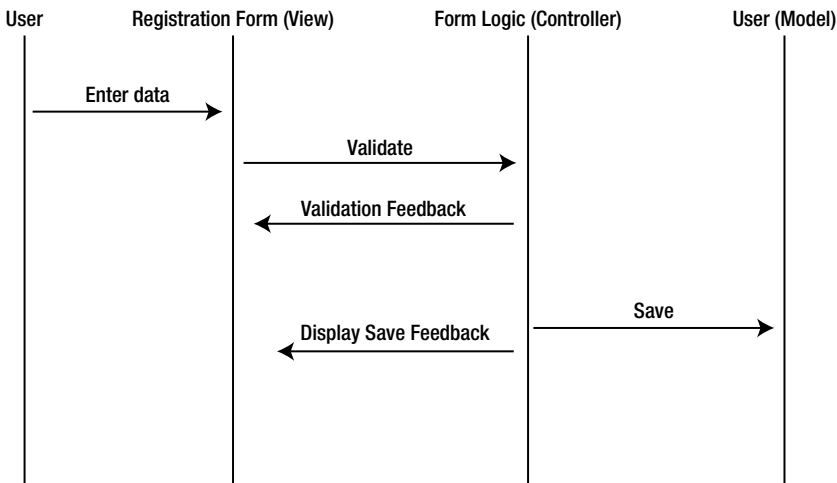 User
Registration Form (View)
Form Logic (Controller)
User (Model)
Enter data
Validate
Validation Feedback
Save
Display Save Feedback